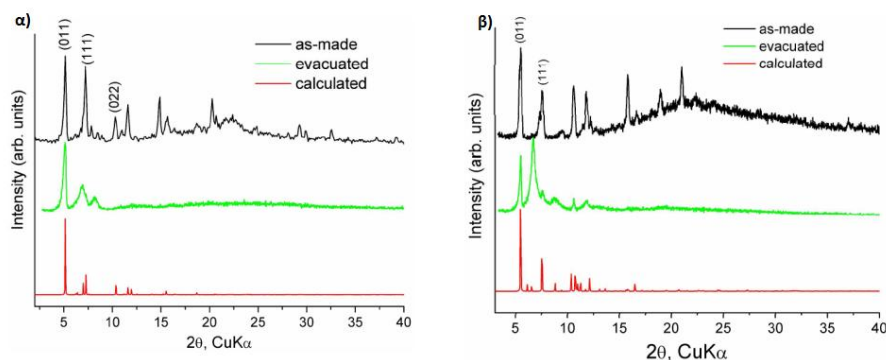 α)
(011)
(111)
(022)
as-made
evacuated
calculated
Intensity (arb. units)
5 10 15 20 25 30 35 40
2θ, CuKα
β)
(011)
(111)
as-made
evacuated
calculated
Intensity (arb. units)
5 10 15 20 25 30 35 40
2θ, CuKα